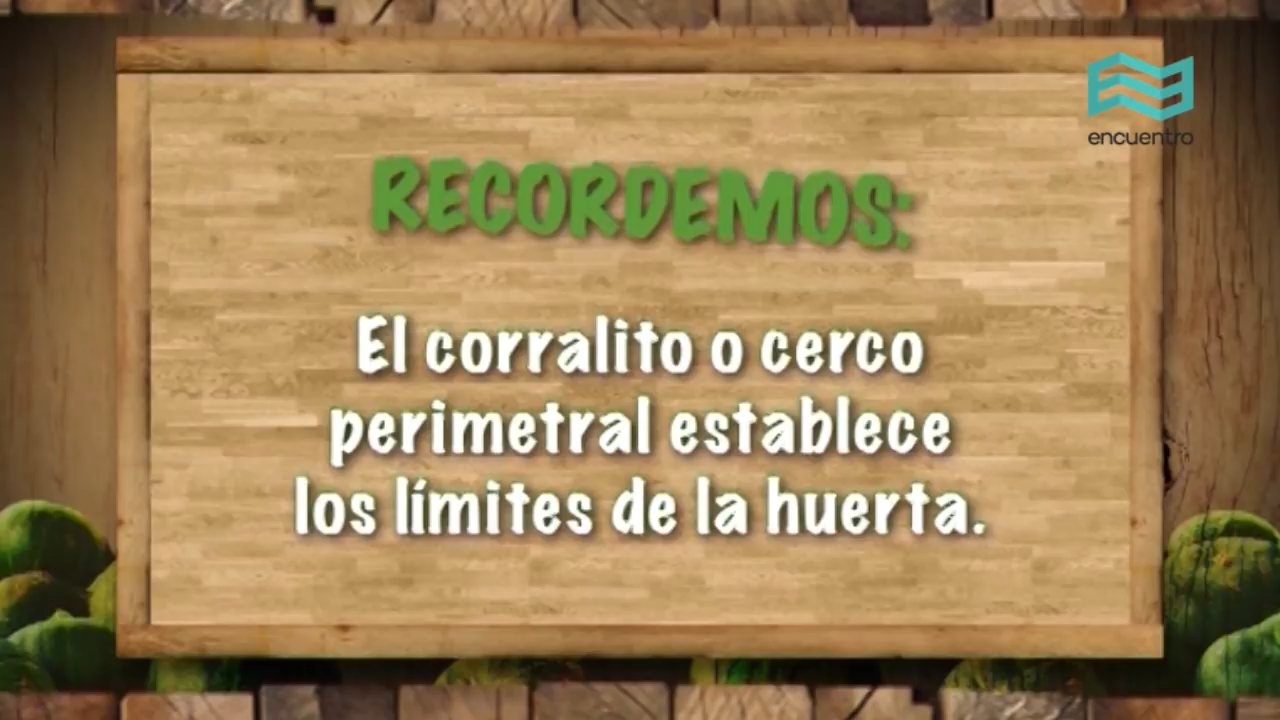 encuentro
RECORDEMOS:
El corralito o cerco
perimetral establece
los límites de la huerta.